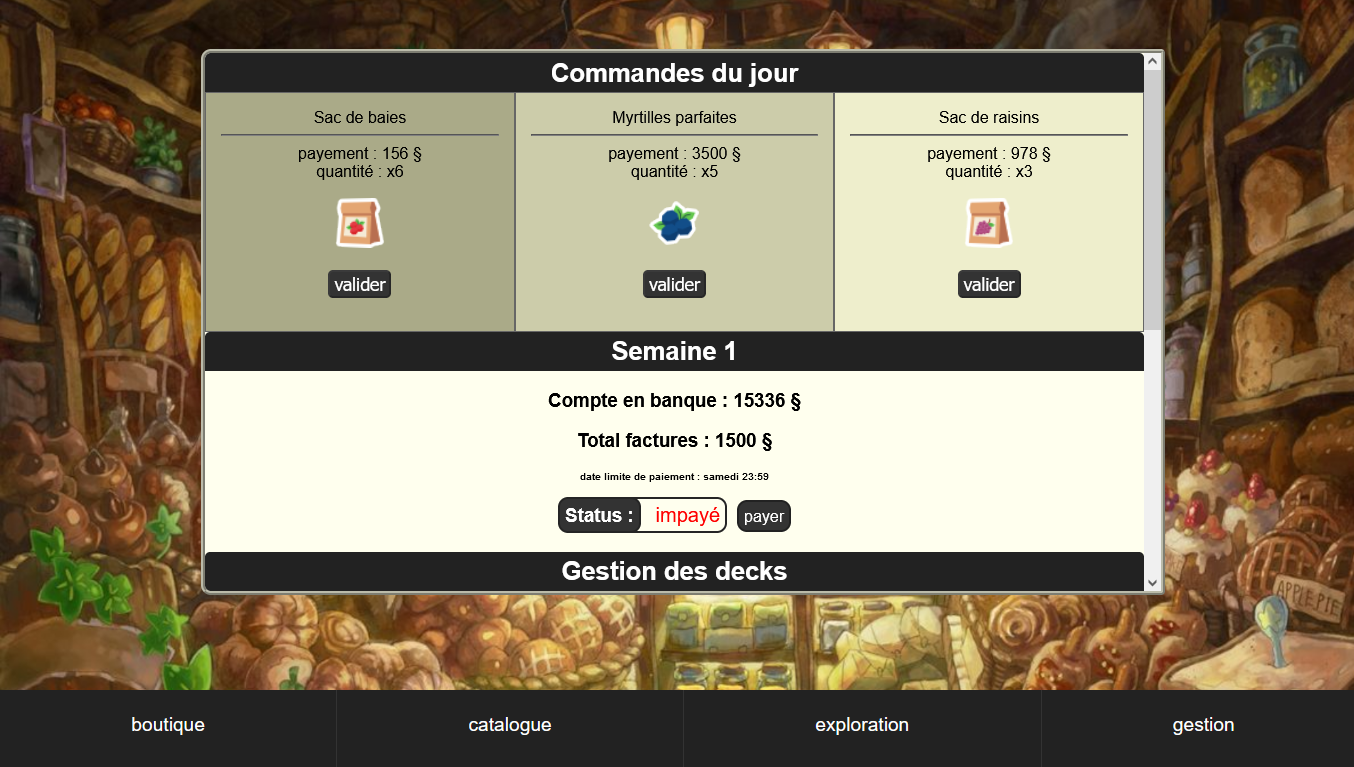 Commandes du jour
Sac de baies
payement : 156 §
quantité : x6
valider
Myrtilles parfaites
payement : 3500 §
quantité : x5
valider
Sac de raisins
payement : 978 §
quantité : x3
valider
Semaine 1
Compte en banque : 15336 §
Total factures : 1500 §
date limite de paiement : samedi 23:59
Status : impayé payer
Gestion des decks
APPLE PIE
boutique catalogue exploration gestion